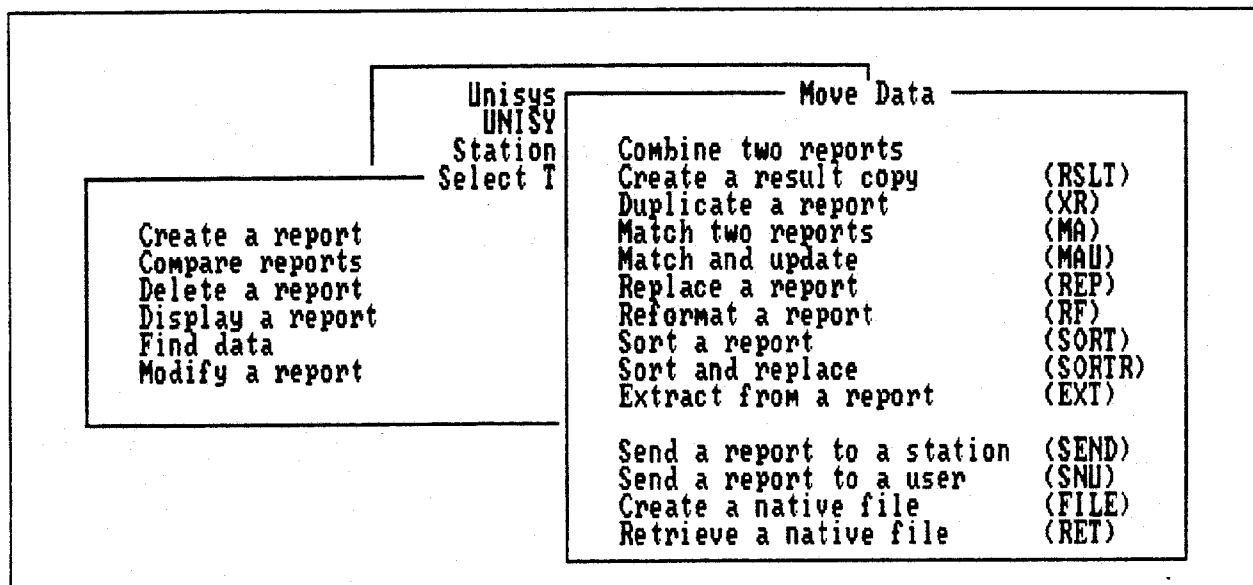 Unisys
UNISY
Station
Select T
Create a report
Compare reports
Delete a report
Display a report
Find data
Modify a report
Move Data
Combine two reports
Create a result copy (RSLT)
Duplicate a report (XR)
Match two reports (MA)
Match and update (MAU)
Replace a report (REP)
Reformat a report (RF)
Sort a report (SORT)
Sort and replace (SORTR)
Extract from a report (EXT)
Send a report to a station (SEND)
Send a report to a user (SNU)
Create a native file (FILE)
Retrieve a native file (RET)